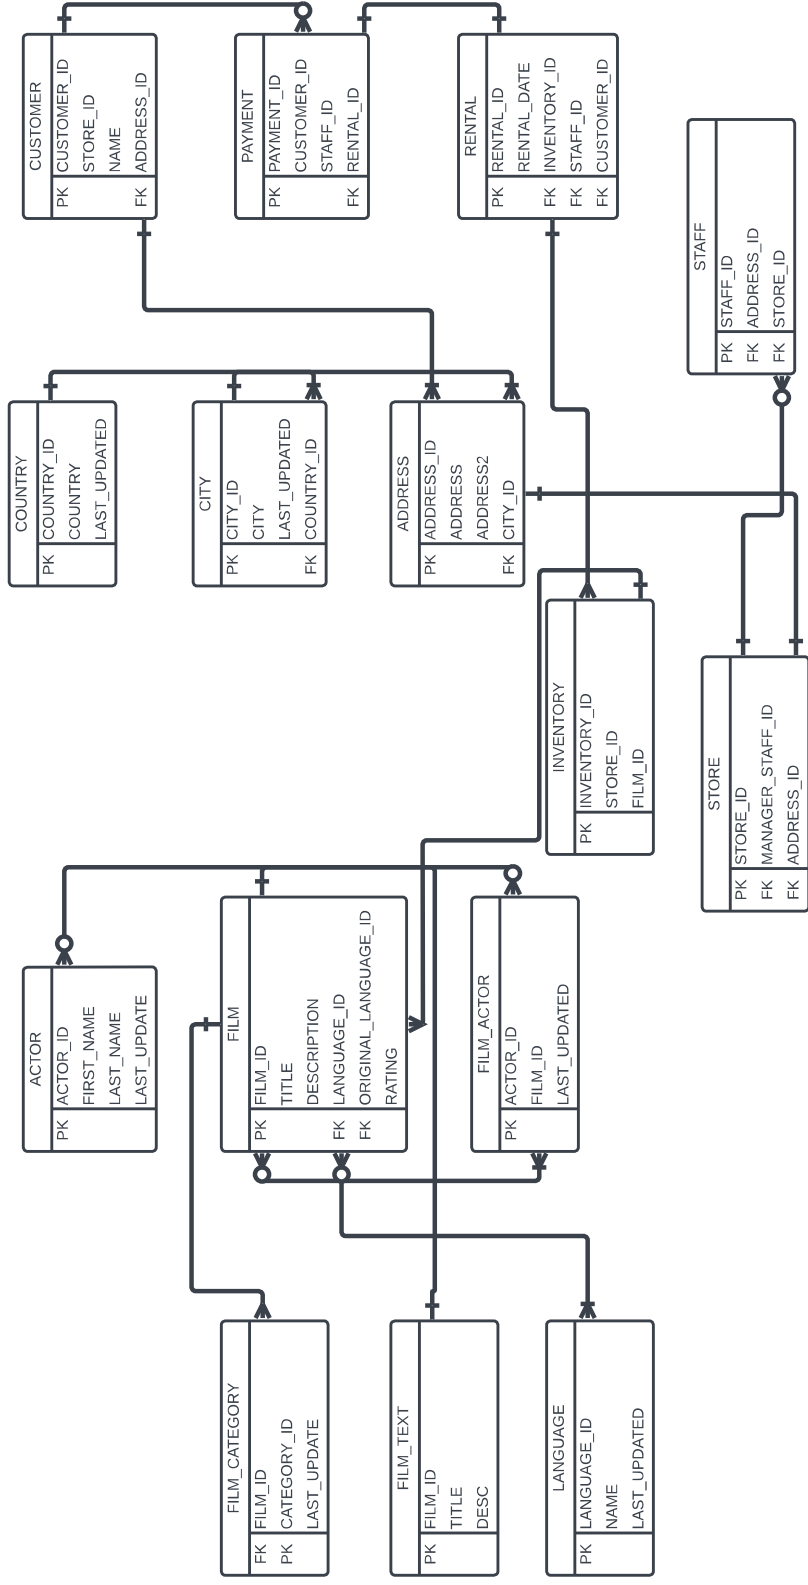 FILM_CATEGORY
FK FILM_ID
PK CATEGORY_ID
LAST_UPDATE
FILM_TEXT
PK FILM_ID
TITLE
DESC
LANGUAGE
PK LANGUAGE_ID
NAME
LAST_UPDATED
ACTOR
PK ACTOR_ID
FIRST_NAME
LAST_NAME
LAST_UPDATE
FILM
PK FILM_ID
TITLE
DESCRIPTION
FK LANGUAGE_ID
FK ORIGINAL_LANGUAGE_ID
RATING
FILM_ACTOR
PK ACTOR_ID
FILM_ID
LAST_UPDATED
INVENTORY
PK INVENTORY_ID
STORE_ID
FILM_ID
STORE
PK STORE_ID
FK MANAGER_STAFF_ID
FK ADDRESS_ID
COUNTRY
PK COUNTRY_ID
COUNTRY
LAST_UPDATED
CITY
PK CITY_ID
CITY
LAST_UPDATED
FK COUNTRY_ID
ADDRESS
PK ADDRESS_ID
ADDRESS
ADDRESS2
FK CITY_ID
STAFF
PK STAFF_ID
FK ADDRESS_ID
FK STORE_ID
CUSTOMER
PK CUSTOMER_ID
STORE_ID
NAME
FK ADDRESS_ID
PAYMENT
PK PAYMENT_ID
CUSTOMER_ID
STAFF_ID
FK RENTAL_ID
RENTAL
PK RENTAL_ID
RENTAL_DATE
FK INVENTORY_ID
FK STAFF_ID
FK CUSTOMER_ID